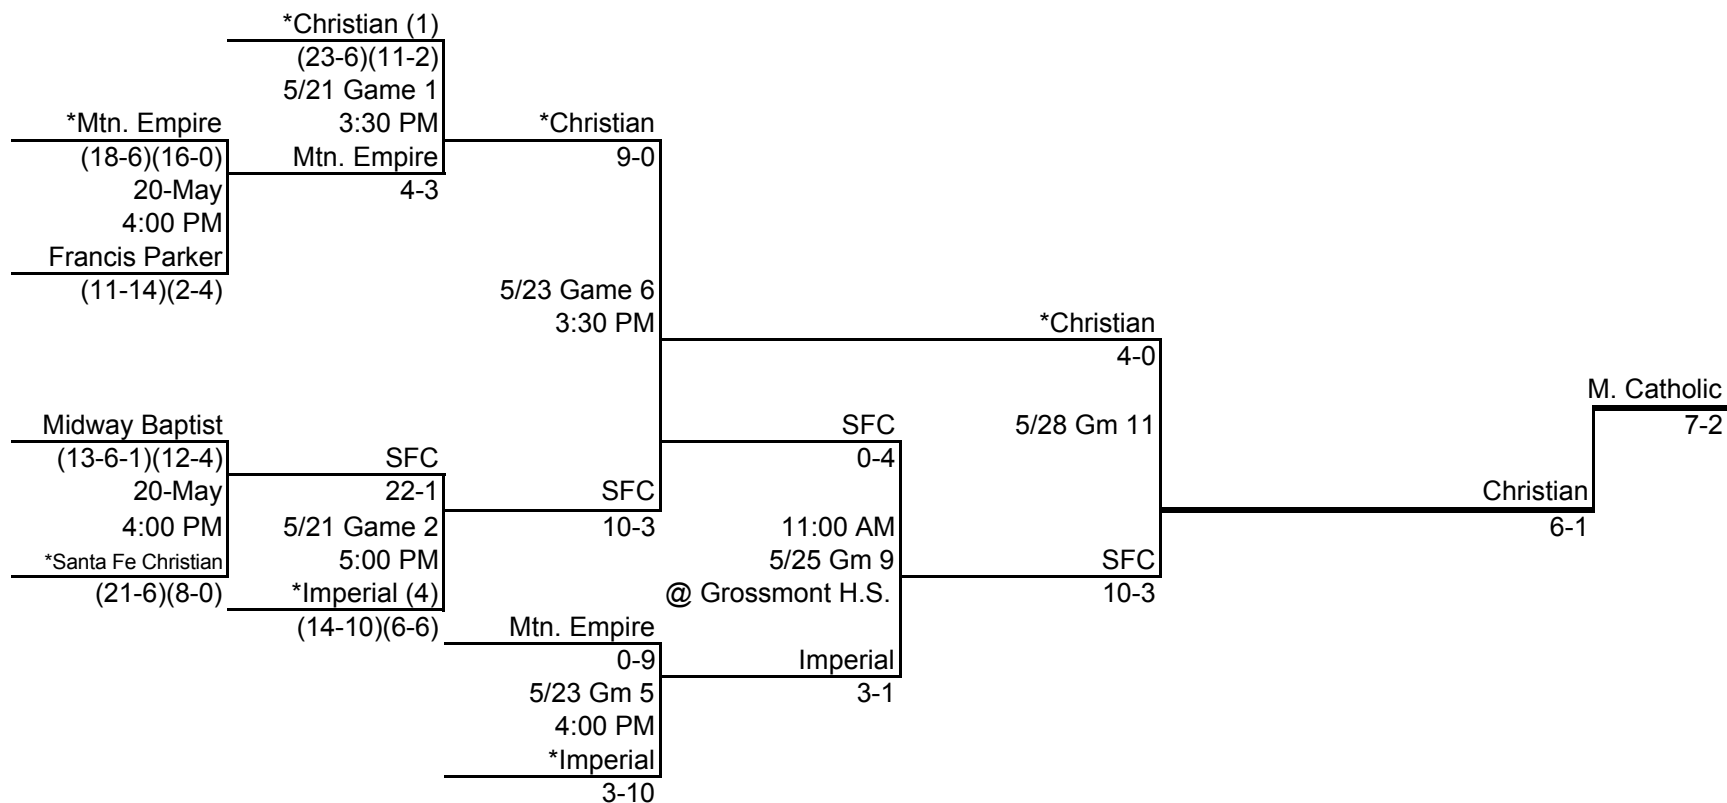 *Christian (1)
(23-6)(11-2)
5/21 Game 1
3:30 PM
*Mtn. Empire
(18-6)(16-0)
20-May
4:00 PM
Francis Parker
(11-14)(2-4)
Mtn. Empire
4-3
*Christian
9-0
5/23 Game 6
3:30 PM
*Christian
4-0
5/28 Gm 11
M. Catholic
7-2
Midway Baptist
(13-6-1)(12-4)
20-May
4:00 PM
*Santa Fe Christian
(21-6)(8-0)
SFC
22-1
5/21 Game 2
5:00 PM
*Imperial (4)
(14-10)(6-6)
SFC
10-3
SFC
0-4
11:00 AM
5/25 Gm 9
@ Grossmont H.S.
SFC
10-3
Christian
6-1
Mtn. Empire
0-9
5/23 Gm 5
4:00 PM
*Imperial
3-10
Imperial
3-1